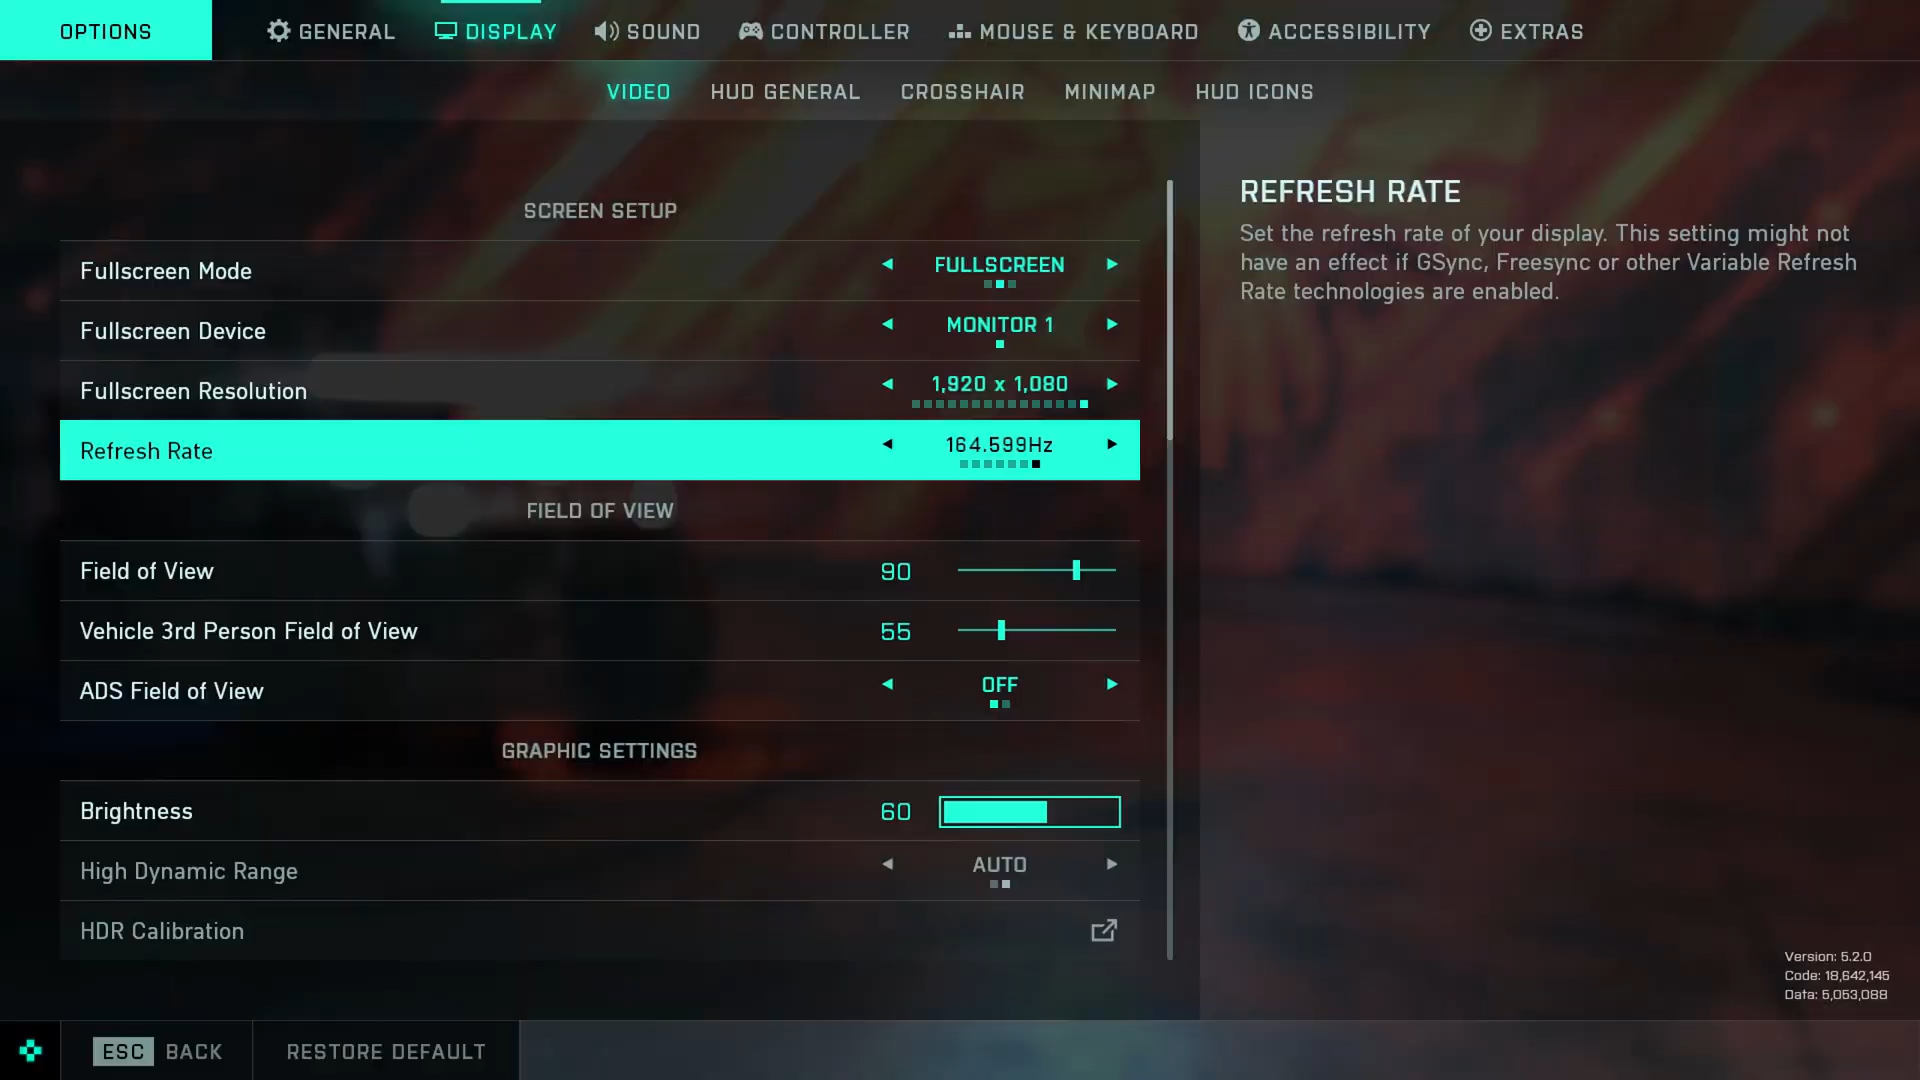 OPTIONS
GENERAL
DISPLAY
SOUND
CONTROLLER
MOUSE & KEYBOARD
ACCESSIBILITY
EXTRAS
VIDEO
HUD GENERAL
CROSSHAIR
MINIMAP
HUD ICONS
SCREEN SETUP
Fullscreen Mode
FULLSCREEN
Fullscreen Device
MONITOR 1
Fullscreen Resolution
1,920 x 1,080
Refresh Rate
164.599Hz
FIELD OF VIEW
Field of View
90
Vehicle 3rd Person Field of View
55
ADS Field of View
OFF
GRAPHIC SETTINGS
Brightness
60
High Dynamic Range
AUTO
HDR Calibration
REFRESH RATE
Set the refresh rate of your display. This setting might not
have an effect if GSync, Freesync or other Variable Refresh
Rate technologies are enabled.
Version: 5.2.0
Code: 18,642,145
Data: 5,053,088
ESC BACK
RESTORE DEFAULT